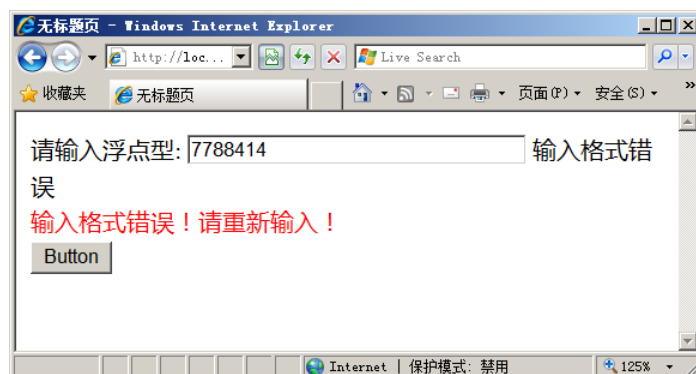 无标题页 - Windows Internet Explorer
http://loc... Live Search
收藏夹 无标题页 页面(P) 安全(S) »
请输入浮点型: 7788414 输入格式错
误
输入格式错误！请重新输入！
Button
Internet | 保护模式: 禁用 125%